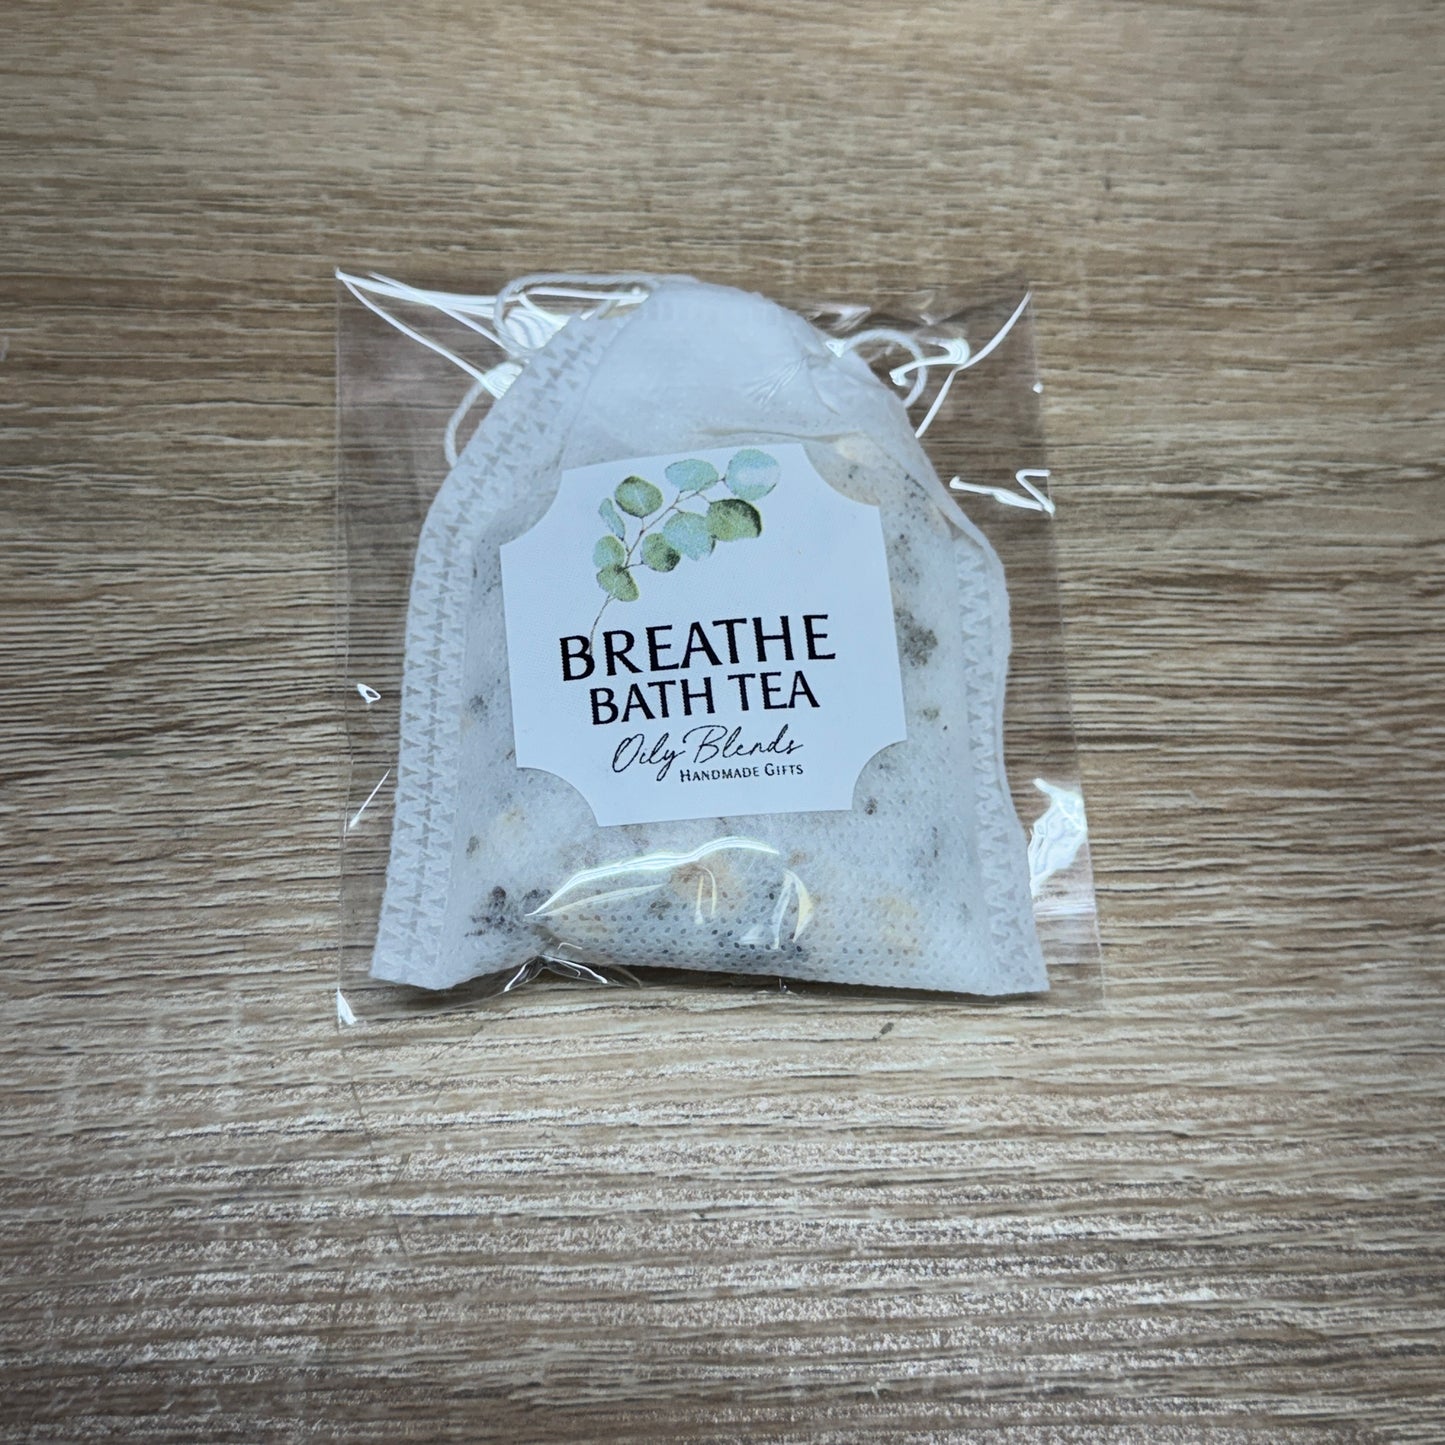 BREATHE
BATH TEA
Oily Blends
HANDMADE GIFTS